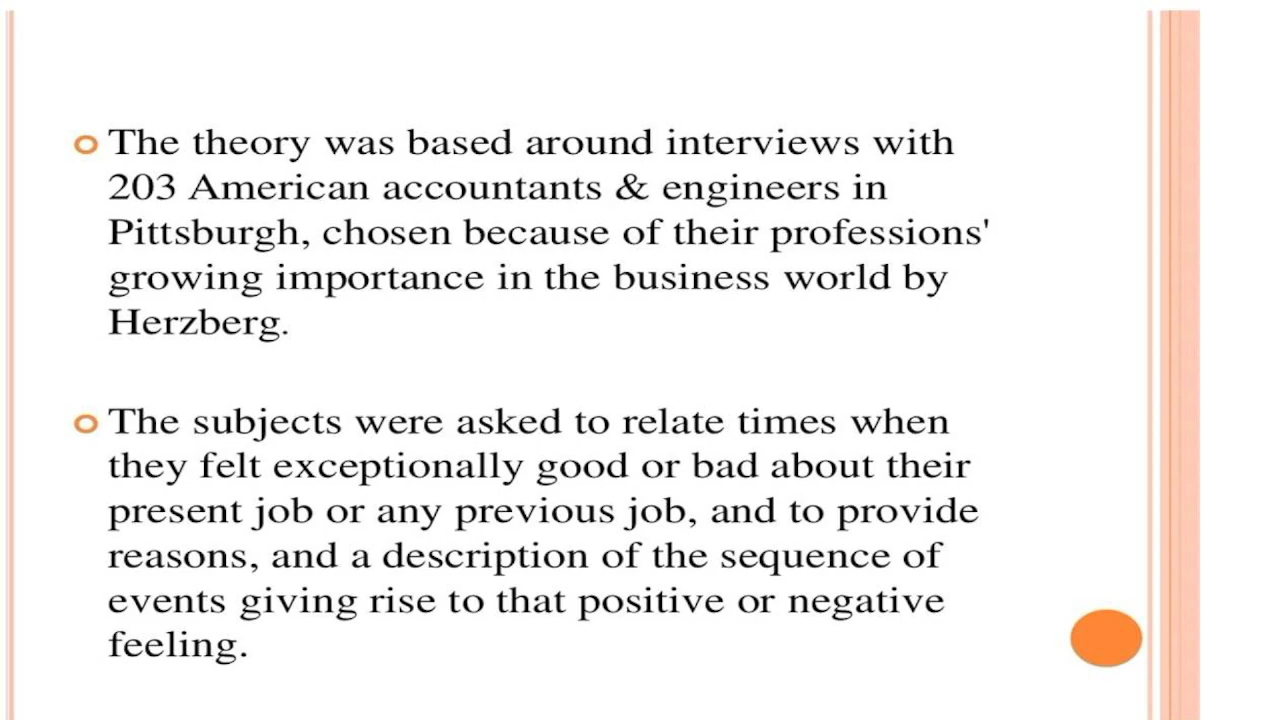 The theory was based around interviews with
203 American accountants & engineers in
Pittsburgh, chosen because of their professions'
growing importance in the business world by
Herzberg.
The subjects were asked to relate times when
they felt exceptionally good or bad about their
present job or any previous job, and to provide
reasons, and a description of the sequence of
events giving rise to that positive or negative
feeling.